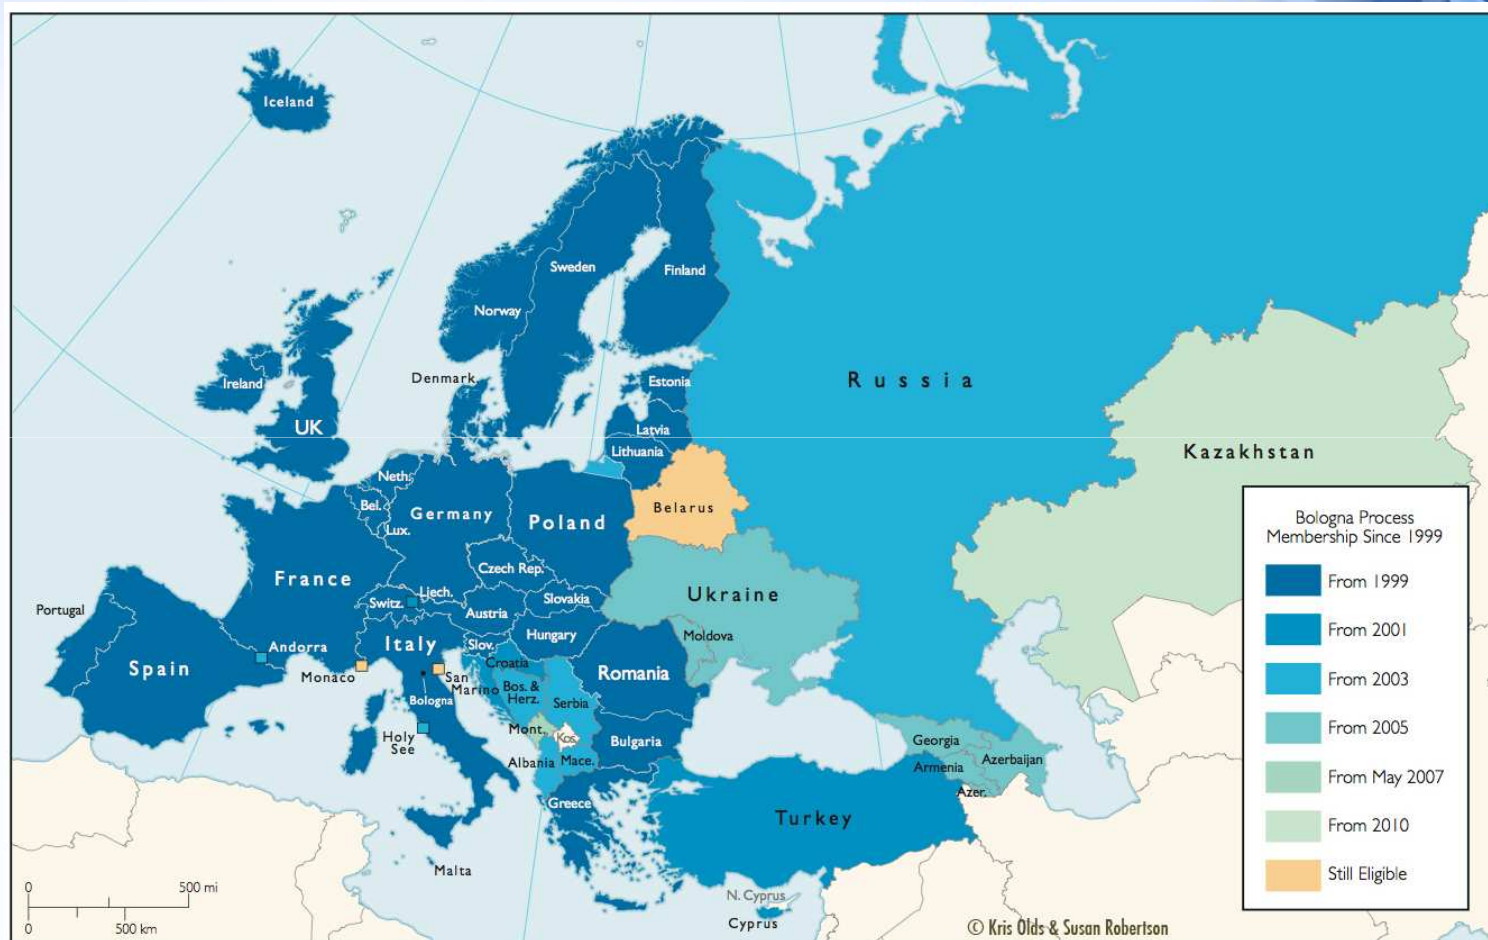 Iceland
Sweden
Finland
Norway
Russia
Denmark
Estonia
Ireland
UK
Latvia
Lithuania
Kazakhstan
Neth.
Bel.
Germany
Poland
Belarus
Lux.
France
Czech Rep.
Ukraine
Switz.
Liech.
Slovakia
Austria
Portugal
Hungary
Moldova
Italy
Slov.
Andorra
Spain
Monaco
San
Marino
Croatia
Romania
Bos. &
Herz.
Bologna
Serbia
Mont.
Kos.
Holy
See
Bulgaria
Albania
Mace.
Georgia
Azerbaijan
Armenia
Azer.
Greece
Turkey
Malta
N. Cyprus
Cyprus
Bologna Process
Membership Since 1999
From 1999
From 2001
From 2003
From 2005
From May 2007
From 2010
Still Eligible
0 500 mi
0 500 km
© Kris Olds & Susan Robertson